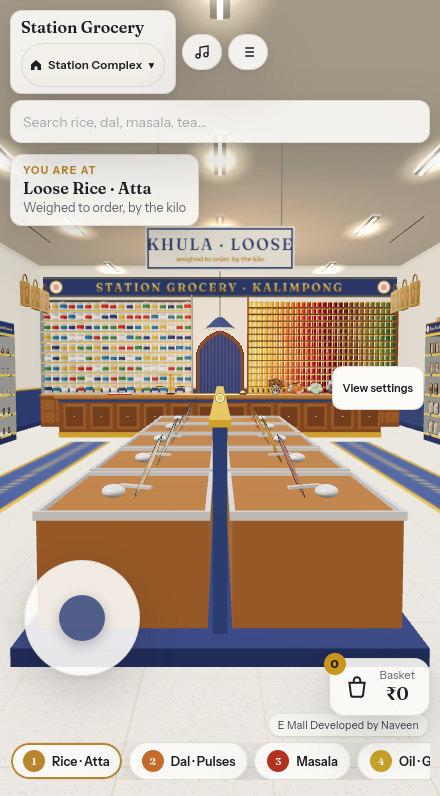 Station Grocery
Station Complex ▾
Search rice, dal, masala, tea...
YOU ARE AT
Loose Rice · Atta
Weighed to order, by the kilo
KHULA · LOOSE
weighed to order, by the kilo
STATION GROCERY · KALIMPONG
View settings
0
Basket
₹0
E Mall Developed by Naveen
1 Rice · Atta
2 Dal · Pulses
3 Masala
4 Oil · G